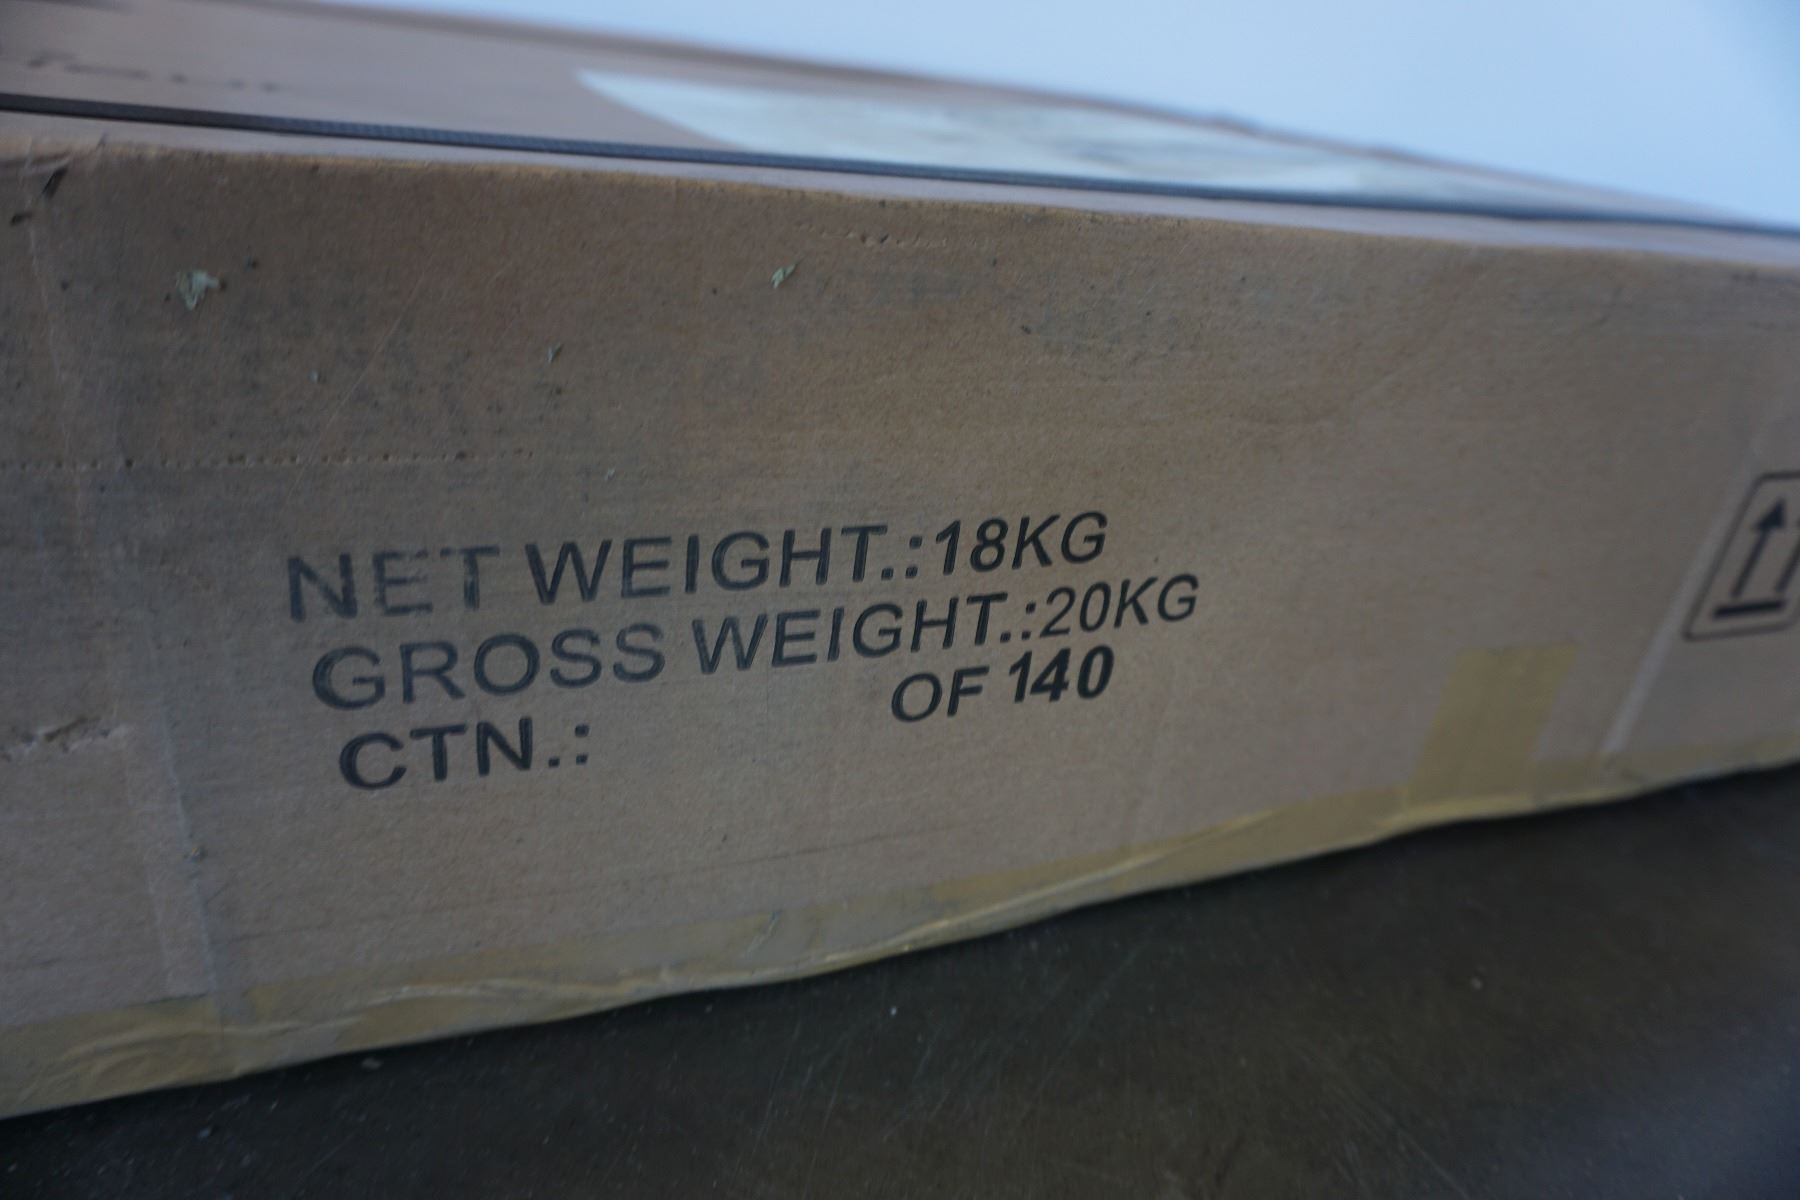 NET WEIGHT.:18KG
GROSS WEIGHT.:20KG
CTN.: OF 140